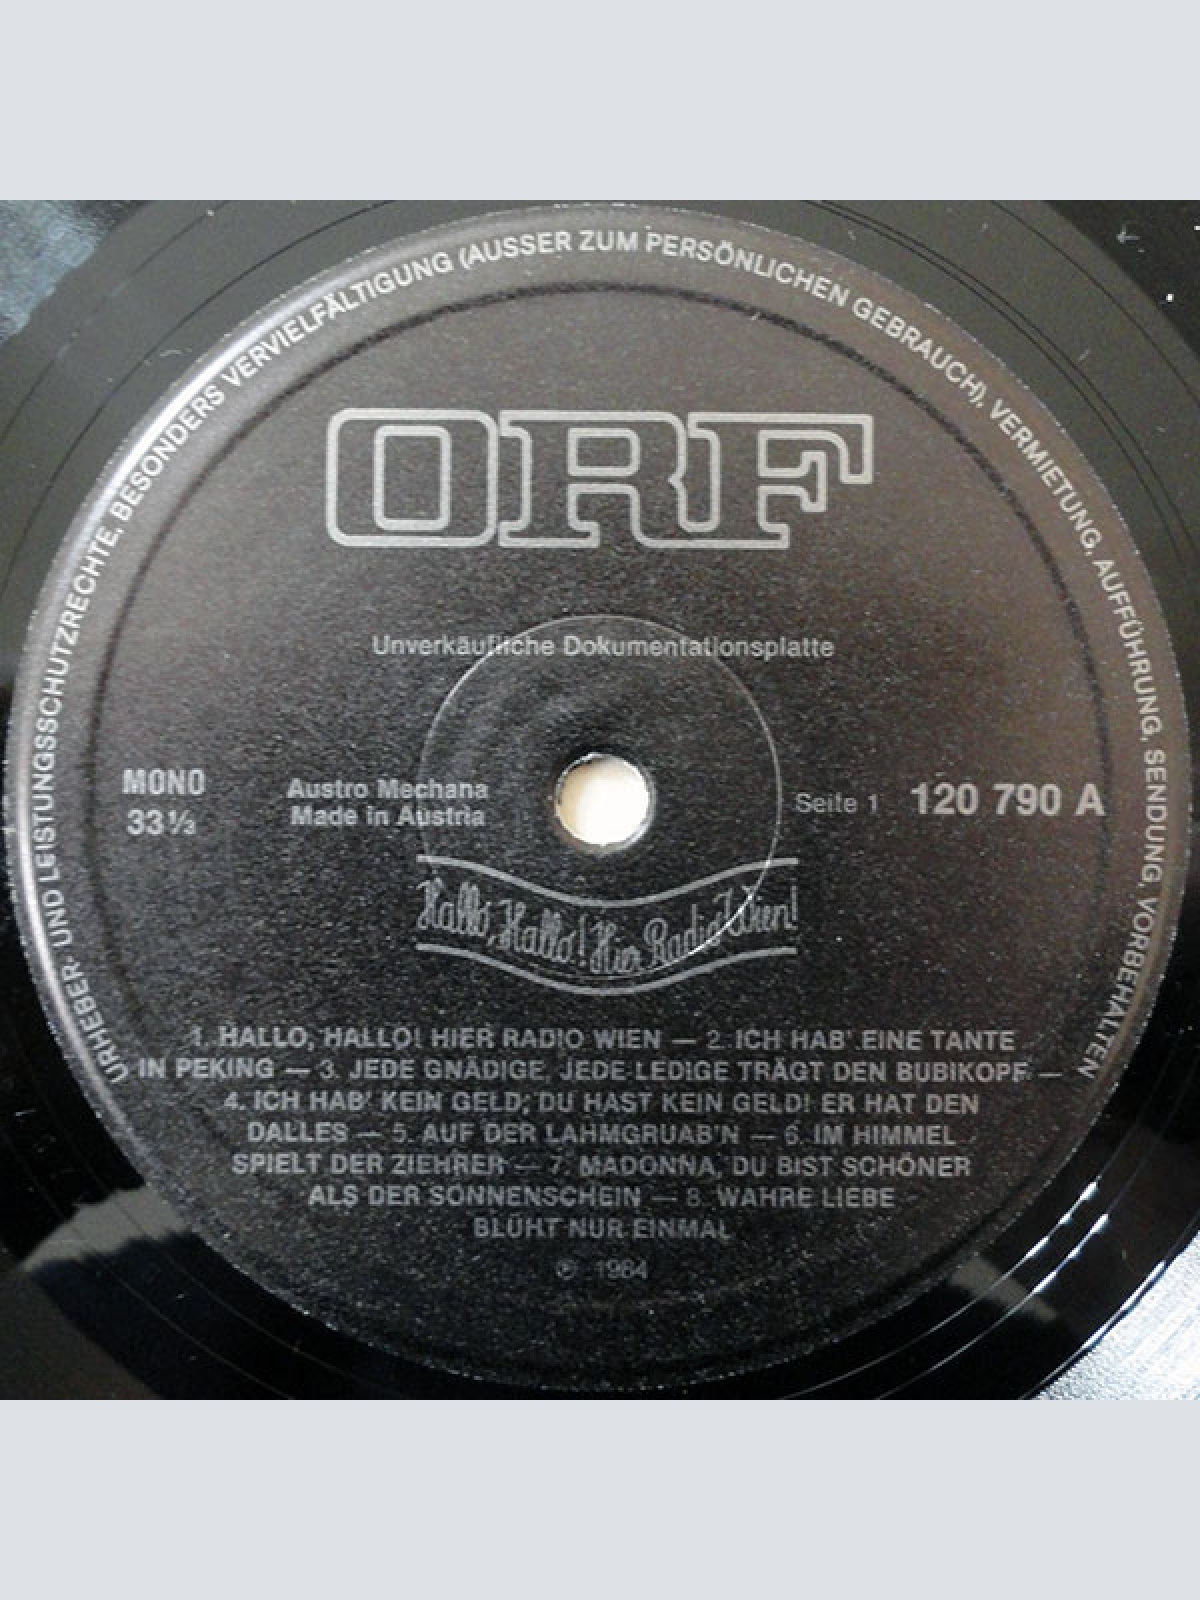 URHEBER- UND LEISTUNGSSCHUTZRECHTE, BESONDERS VERVIELFÄLTIGUNG (AUSSER ZUM PERSÖNLICHEN GEBRAUCH), VERMIETUNG, AUFFÜHRUNG, SENDUNG, VORBEHALTEN
ORF
Unverkäufliche Dokumentationsplatte
MONO
33⅓
Austro Mechana
Made in Austria
Seite 1 120 790 A
Hallo, Hallo! Hier Radio Wien!
1. HALLO, HALLO! HIER RADIO WIEN — 2. ICH HAB' EINE TANTE
IN PEKING — 3. JEDE GNÄDIGE, JEDE LEDIGE TRÄGT DEN BUBIKOPF —
4. ICH HAB' KEIN GELD, DU HAST KEIN GELD! ER HAT DEN
DALLES — 5. AUF DER LAHMGRUAB'N — 6. IM HIMMEL
SPIELT DER ZIEHRER — 7. MADONNA, DU BIST SCHÖNER
ALS DER SONNENSCHEIN — 8. WAHRE LIEBE
BLÜHT NUR EINMAL
℗ 1984